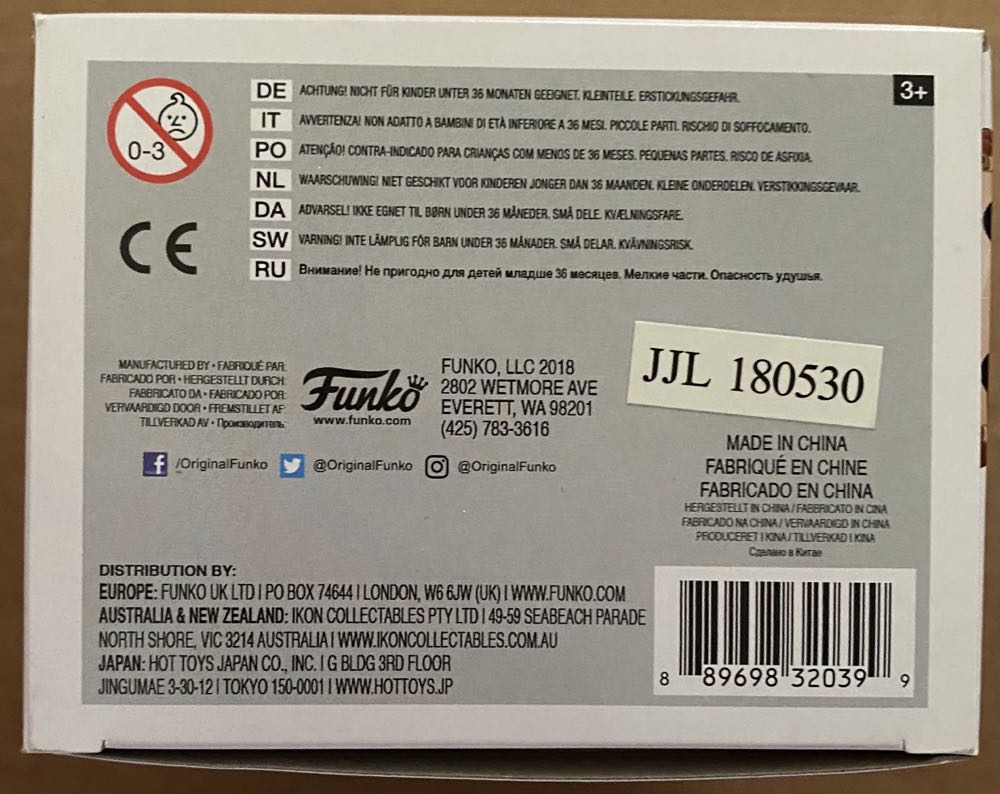 0-3
DE ACHTUNG! NICHT FÜR KINDER UNTER 36 MONATEN GEEIGNET. KLEINTEILE. ERSTICKUNGSGEFAHR.
3+
IT AVVERTENZA! NON ADATTO A BAMBINI DI ETÀ INFERIORE A 36 MESI. PICCOLE PARTI. RISCHIO DI SOFFOCAMENTO.
PO ATENÇÃO! CONTRA-INDICADO PARA CRIANÇAS COM MENOS DE 36 MESES. PEQUENAS PARTES. RISCO DE ASFIXIA.
NL WAARSCHUWING! NIET GESCHIKT VOOR KINDEREN JONGER DAN 36 MAANDEN. KLEINE ONDERDELEN. VERSTIKKINGSGEVAAR.
DA ADVARSEL! IKKE EGNET TIL BØRN UNDER 36 MÅNEDER. SMÅ DELE. KVÆLNINGSFARE.
SW VARNING! INTE LÄMPLIG FÖR BARN UNDER 36 MÅNADER. SMÅ DELAR. KVÄVNINGSRISK.
RU Внимание! Не пригодно для детей младше 36 месяцев. Мелкие части. Опасность удушья.
CE
MANUFACTURED BY • FABRIQUÉ PAR:
FABRICADO POR • HERGESTELLT DURCH:
FABBRICATO DA • FABRICADO POR:
VERVAARDIGD DOOR • FREMSTILLET AF:
TILLVERKAD AV • Производитель:
Funko
www.funko.com
FUNKO, LLC 2018
2802 WETMORE AVE
EVERETT, WA 98201
(425) 783-3616
JJL 180530
f /OriginalFunko @OriginalFunko @OriginalFunko
MADE IN CHINA
FABRIQUÉ EN CHINE
FABRICADO EN CHINA
HERGESTELLT IN CHINA / FABBRICATO IN CINA
FABRICADO NA CHINA / VERVAARDIGD IN CHINA
PRODUCERET I KINA / TILLVERKAD I KINA
Сделано в Китае
DISTRIBUTION BY:
EUROPE: FUNKO UK LTD | PO BOX 74644 | LONDON, W6 6JW (UK) | WWW.FUNKO.COM
AUSTRALIA & NEW ZEALAND: IKON COLLECTABLES PTY LTD | 49-59 SEABEACH PARADE
NORTH SHORE, VIC 3214 AUSTRALIA | WWW.IKONCOLLECTABLES.COM.AU
JAPAN: HOT TOYS JAPAN CO., INC. | G BLDG 3RD FLOOR
JINGUMAE 3-30-12 | TOKYO 150-0001 | WWW.HOTTOYS.JP
8 89698 32039 9